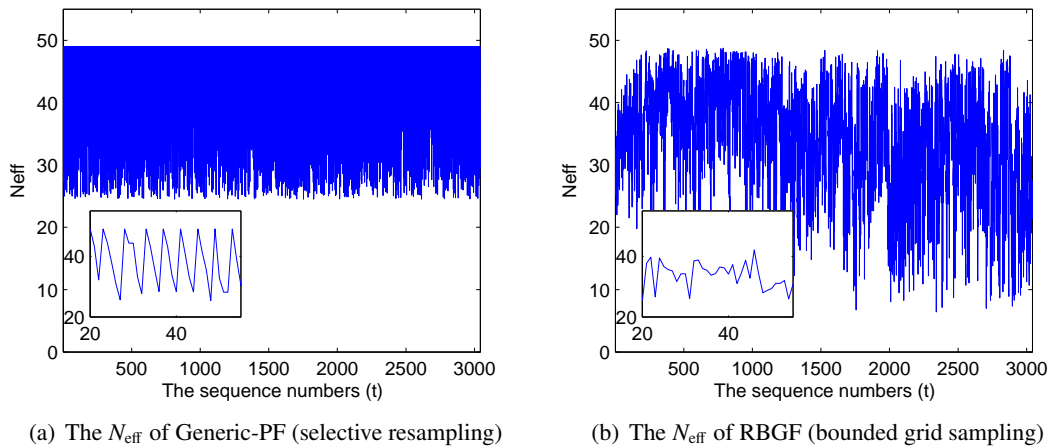 50
40
30
20
10
0
Neff
40
20
20 40
500 1000 1500 2000 2500 3000
The sequence numbers (t)
(a) The Neff of Generic-PF (selective resampling)
50
40
30
20
10
0
Neff
40
20
20 40
500 1000 1500 2000 2500 3000
The sequence numbers (t)
(b) The Neff of RBGF (bounded grid sampling)